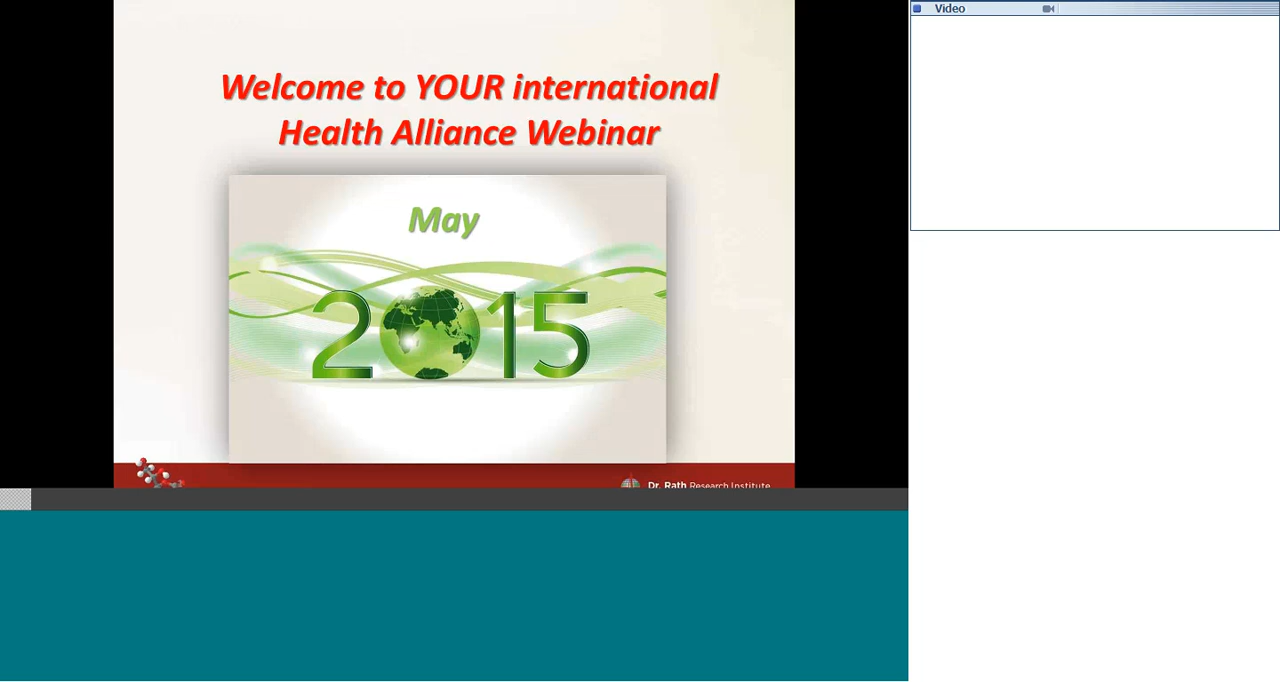 Video
Welcome to YOUR international
Health Alliance Webinar
May
2015
Dr. Rath Research Institute